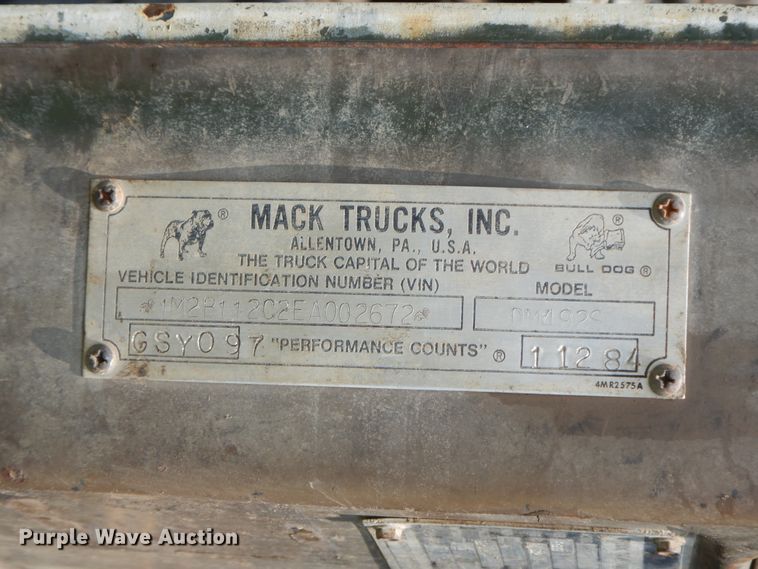 MACK TRUCKS, INC.
ALLENTOWN, PA., U.S.A.
THE TRUCK CAPITAL OF THE WORLD
BULL DOG ®
VEHICLE IDENTIFICATION NUMBER (VIN)
MODEL
GSY097
"PERFORMANCE COUNTS" ®
11284
4MR2575A
Purple Wave Auction